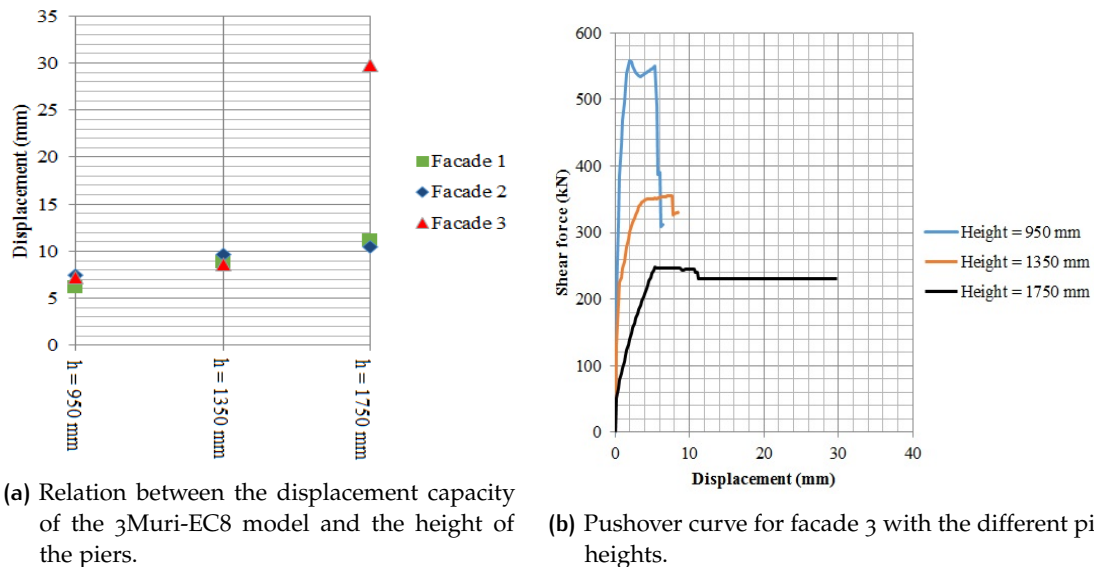 35
30
25
20
15
10
5
0
Displacement (mm)
h = 950 mm
h = 1350 mm
h = 1750 mm
Facade 1
Facade 2
Facade 3
(a) Relation between the displacement capacity
of the 3Muri-EC8 model and the height of
the piers.
600
500
400
300
200
100
0
Shear force (kN)
0
10
20
30
40
Displacement (mm)
Height = 950 mm
Height = 1350 mm
Height = 1750 mm
(b) Pushover curve for facade 3 with the different pi
heights.